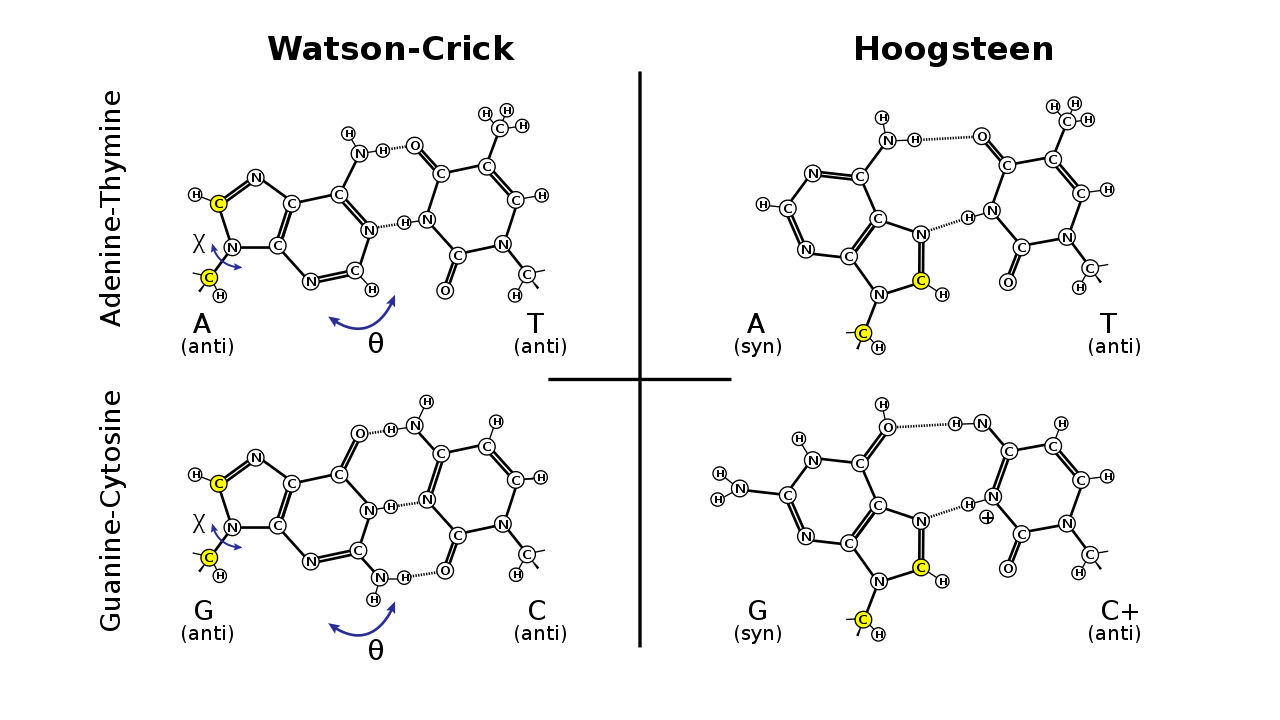 Watson-Crick
Hoogsteen
Adenine-Thymine
Guanine-Cytosine
H H H
H
C
N H O
H
N C C
H C C C H
C N H N C
χ N C C N
C N C C
H H H O
A T
(anti) (anti)
θ
H H H
H
C
N H O
N C C C
H C C N H C H
N C C N
N C C
C H O H
N
C
H
A T
(syn) (anti)
H
H
O H N C C
N C C
H C C C H
N H N
χ N C C N
N C C
C N H O H
H H
G C
(anti) (anti)
θ
H H
O H N
H N C C C
H N C C H N C H
H ⊕
N C N C N
C H O C
N H
C
H
G C+
(syn) (anti)